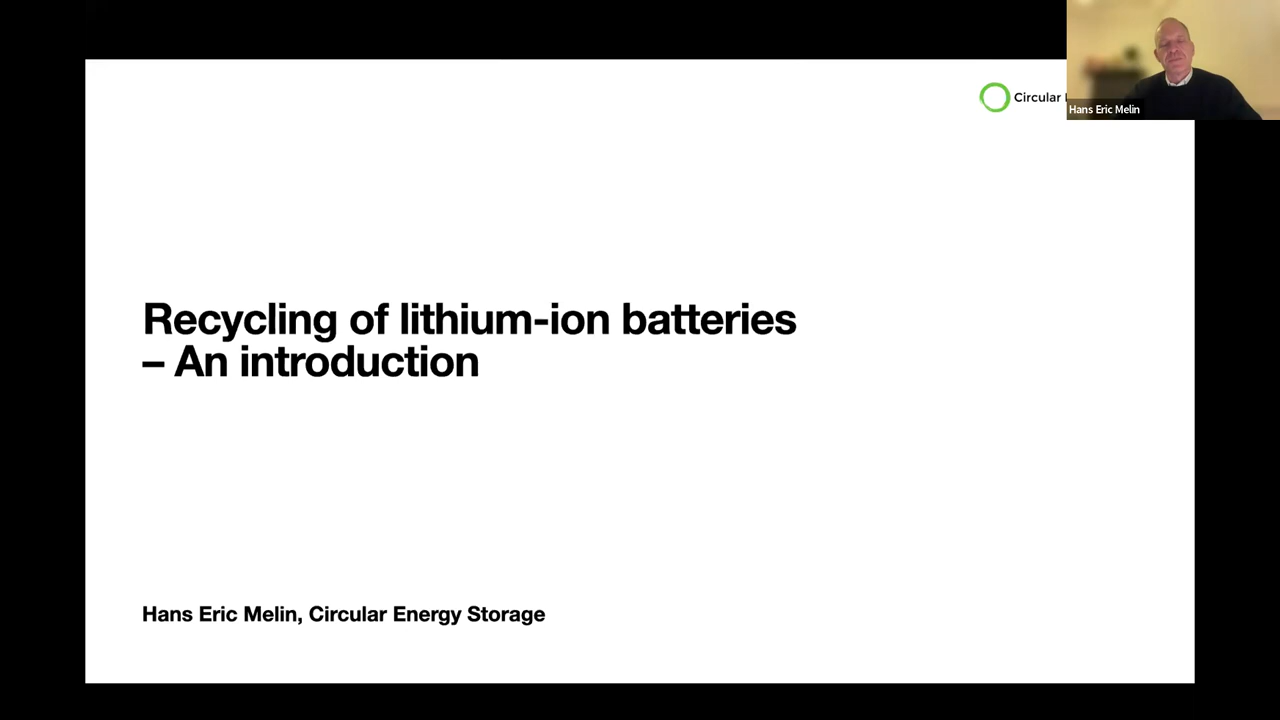 Circular
Hans Eric Melin
Recycling of lithium-ion batteries
– An introduction
Hans Eric Melin, Circular Energy Storage